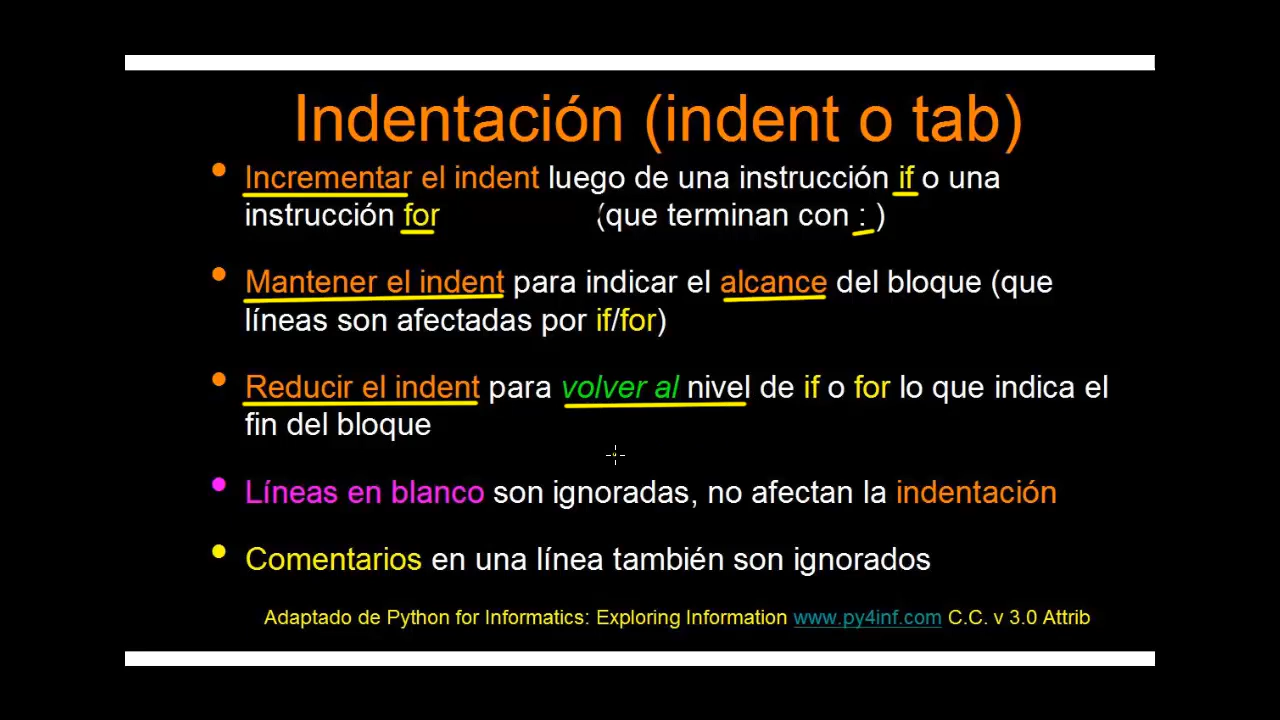 Indentación (indent o tab)
• Incrementar el indent luego de una instrucción if o una
instrucción for (que terminan con : )
• Mantener el indent para indicar el alcance del bloque (que
líneas son afectadas por if/for)
• Reducir el indent para volver al nivel de if o for lo que indica el
fin del bloque
• Líneas en blanco son ignoradas, no afectan la indentación
• Comentarios en una línea también son ignorados
Adaptado de Python for Informatics: Exploring Information www.py4inf.com C.C. v 3.0 Attrib